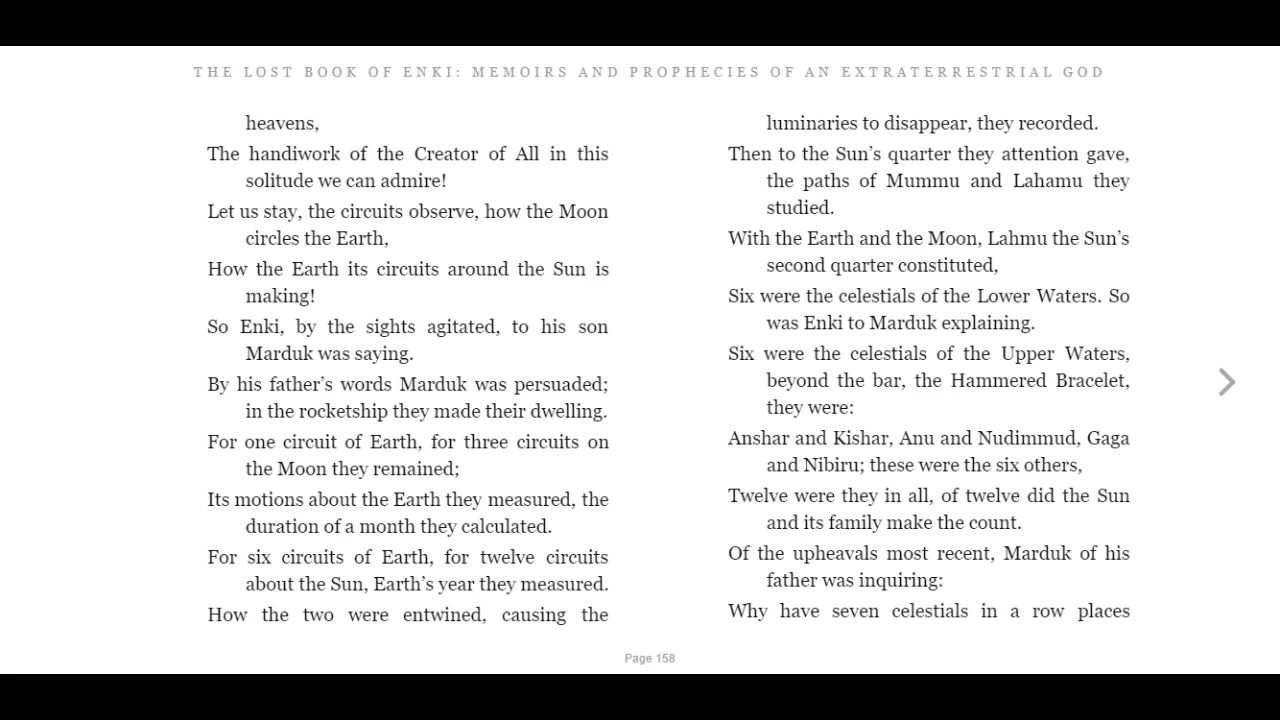 THE LOST BOOK OF ENKI: MEMOIRS AND PROPHECIES OF AN EXTRATERRESTRIAL GOD
heavens,
The handiwork of the Creator of All in this
solitude we can admire!
Let us stay, the circuits observe, how the Moon
circles the Earth,
How the Earth its circuits around the Sun is
making!
So Enki, by the sights agitated, to his son
Marduk was saying.
By his father's words Marduk was persuaded;
in the rocketship they made their dwelling.
For one circuit of Earth, for three circuits on
the Moon they remained;
Its motions about the Earth they measured, the
duration of a month they calculated.
For six circuits of Earth, for twelve circuits
about the Sun, Earth's year they measured.
How the two were entwined, causing the
luminaries to disappear, they recorded.
Then to the Sun's quarter they attention gave,
the paths of Mummu and Lahamu they
studied.
With the Earth and the Moon, Lahmu the Sun's
second quarter constituted,
Six were the celestials of the Lower Waters. So
was Enki to Marduk explaining.
Six were the celestials of the Upper Waters,
beyond the bar, the Hammered Bracelet,
they were:
Anshar and Kishar, Anu and Nudimmud, Gaga
and Nibiru; these were the six others,
Twelve were they in all, of twelve did the Sun
and its family make the count.
Of the upheavals most recent, Marduk of his
father was inquiring:
Why have seven celestials in a row places
Page 158